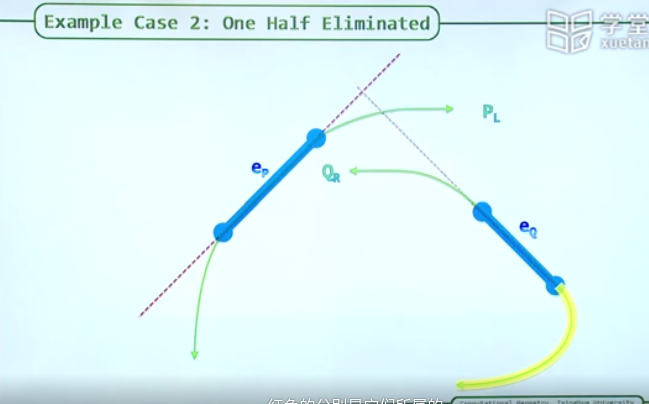 Example Case 2: One Half Eliminated
学堂
xuetan
P_L
e_P
Q_R
e_Q
红色的分别是它们所属的
Computational Geometry, Tsinghua University